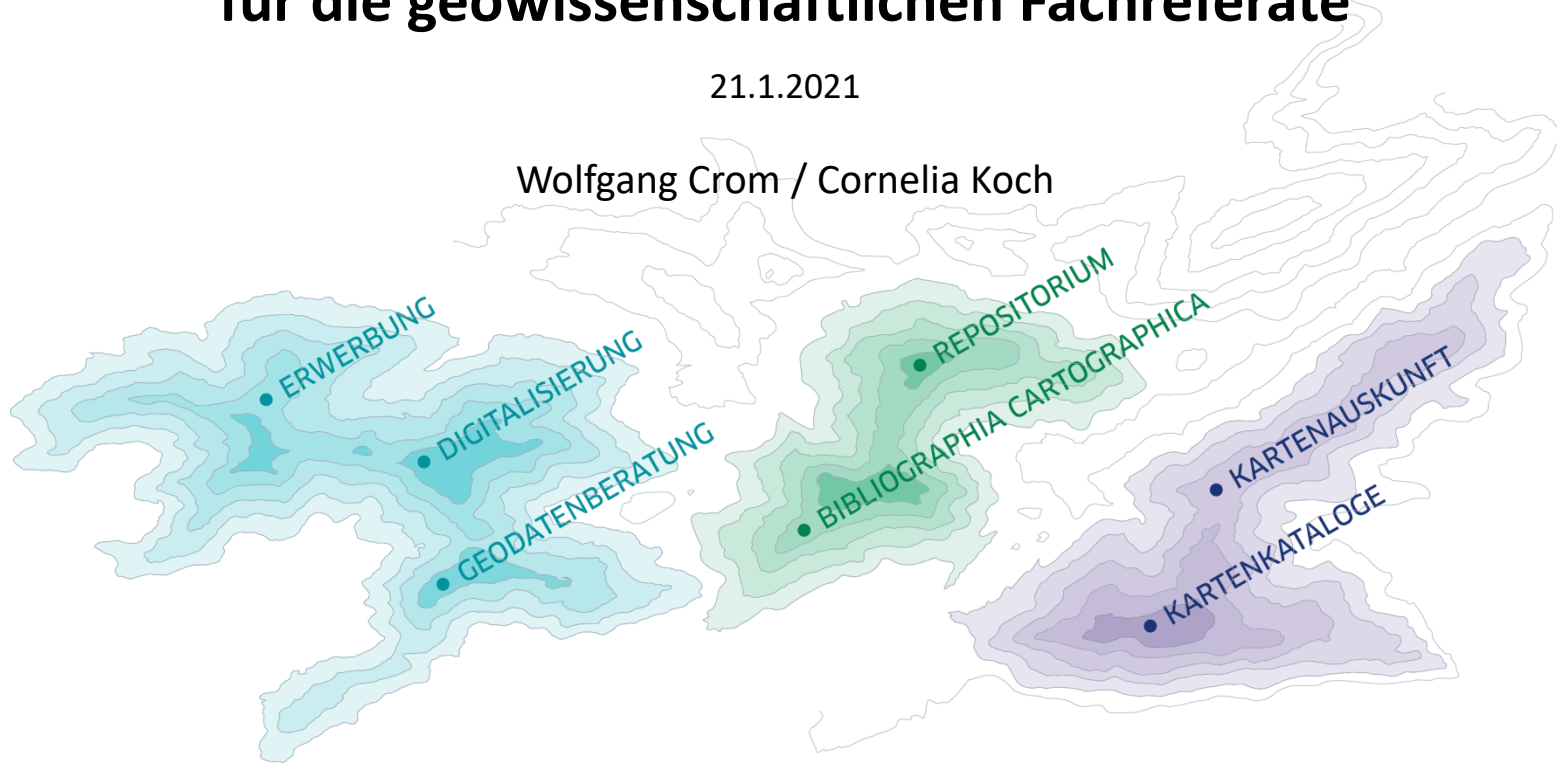 für die geowissenschaftlichen Fachreferate
21.1.2021
Wolfgang Crom / Cornelia Koch
ERWERBUNG
DIGITALISIERUNG
GEODATENBERATUNG
REPOSITORIUM
BIBLIOGRAPHIA CARTOGRAPHICA
KARTENAUSKUNFT
KARTENKATALOGE